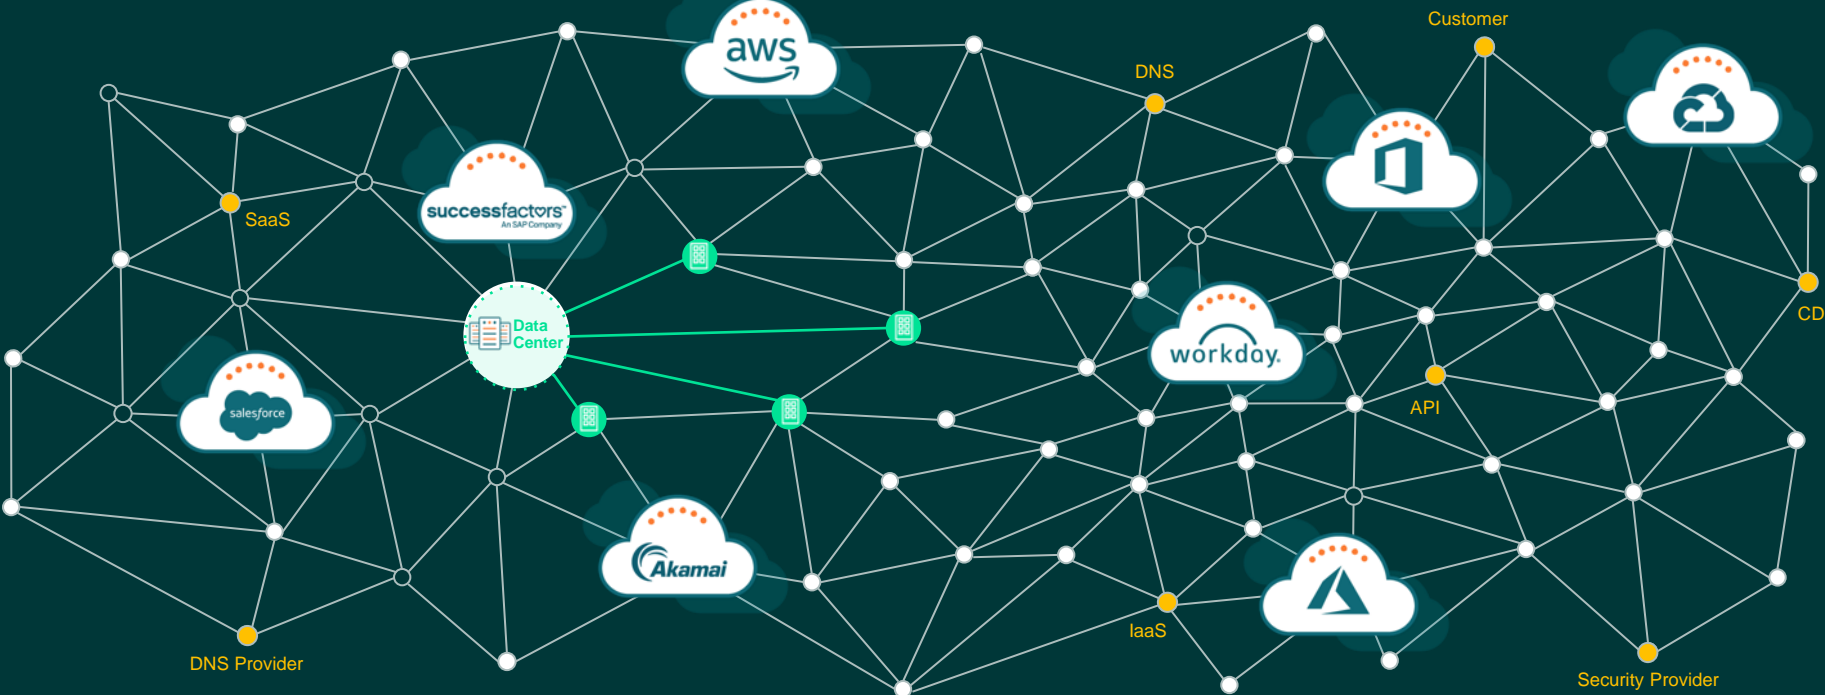 Customer
aws
DNS
successfactors™
An SAP Company
SaaS
Data
Center
CD
workday.
salesforce
API
Akamai
IaaS
DNS Provider
Security Provider